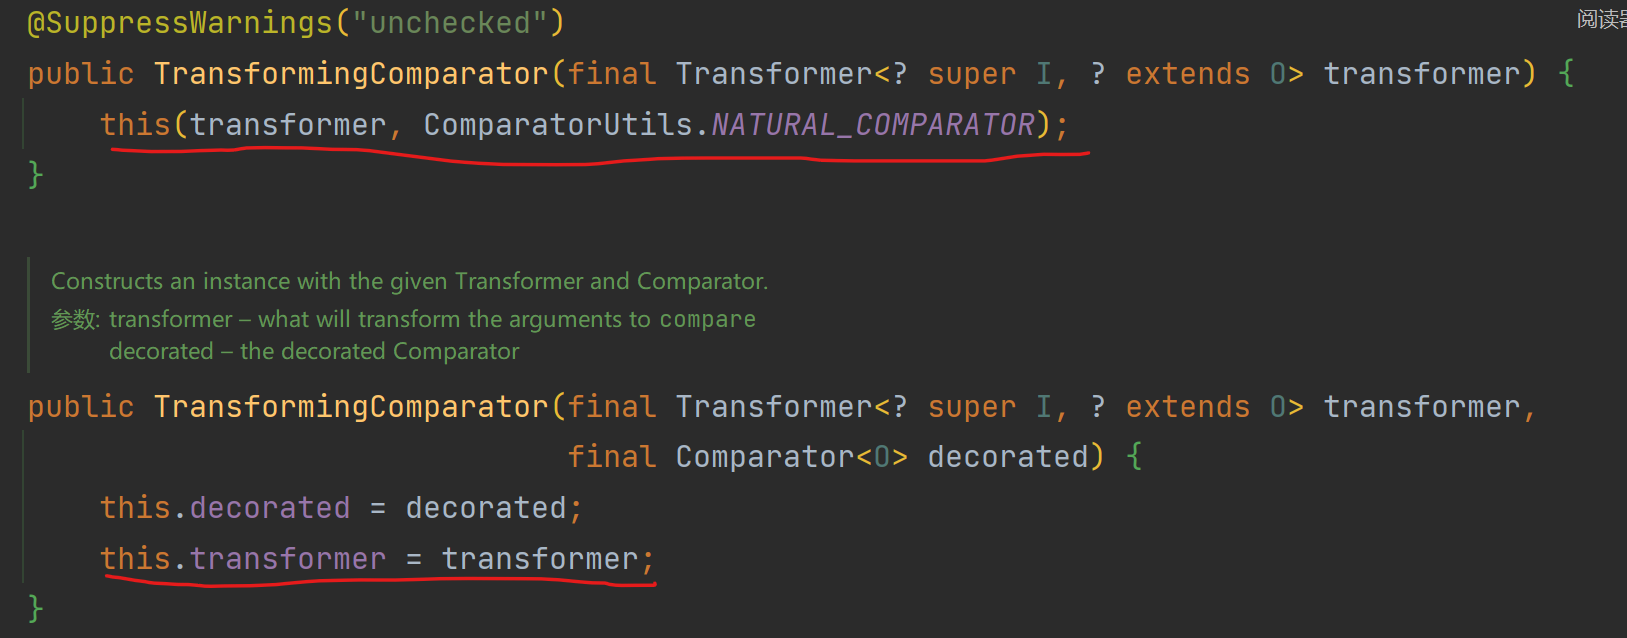 @SuppressWarnings("unchecked")
阅读
public TransformingComparator(final Transformer<? super I, ? extends O> transformer) {
this(transformer, ComparatorUtils.NATURAL_COMPARATOR);
}
Constructs an instance with the given Transformer and Comparator.
参数: transformer – what will transform the arguments to compare
decorated – the decorated Comparator
public TransformingComparator(final Transformer<? super I, ? extends O> transformer,
final Comparator<O> decorated) {
this.decorated = decorated;
this.transformer = transformer;
}